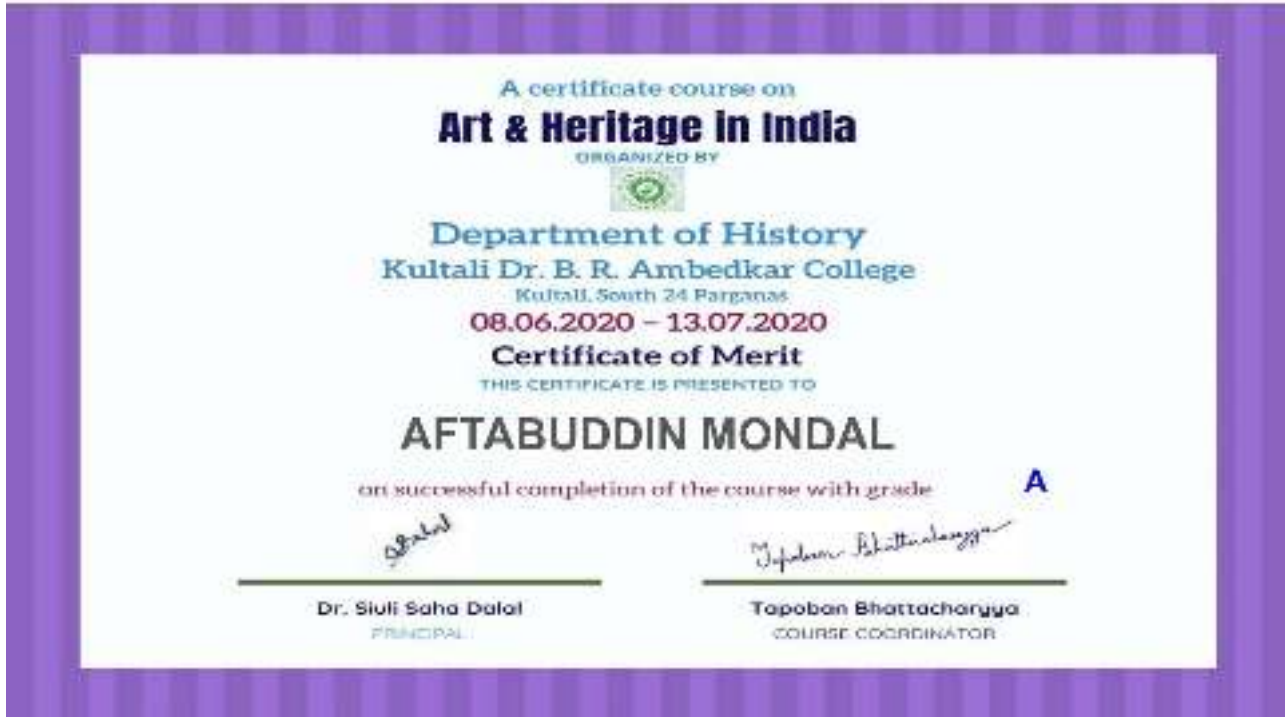 A certificate course on
Art & Heritage in India
ORGANIZED BY
Department of History
Kultali Dr. B. R. Ambedkar College
Kultali, South 24 Parganas
08.06.2020 – 13.07.2020
Certificate of Merit
THIS CERTIFICATE IS PRESENTED TO
AFTABUDDIN MONDAL
on successful completion of the course with grade A
Tapoban Bhattacharyya
Dr. Siuli Saha Dalal
Tapoban Bhattacharyya
PRINCIPAL
COURSE COORDINATOR